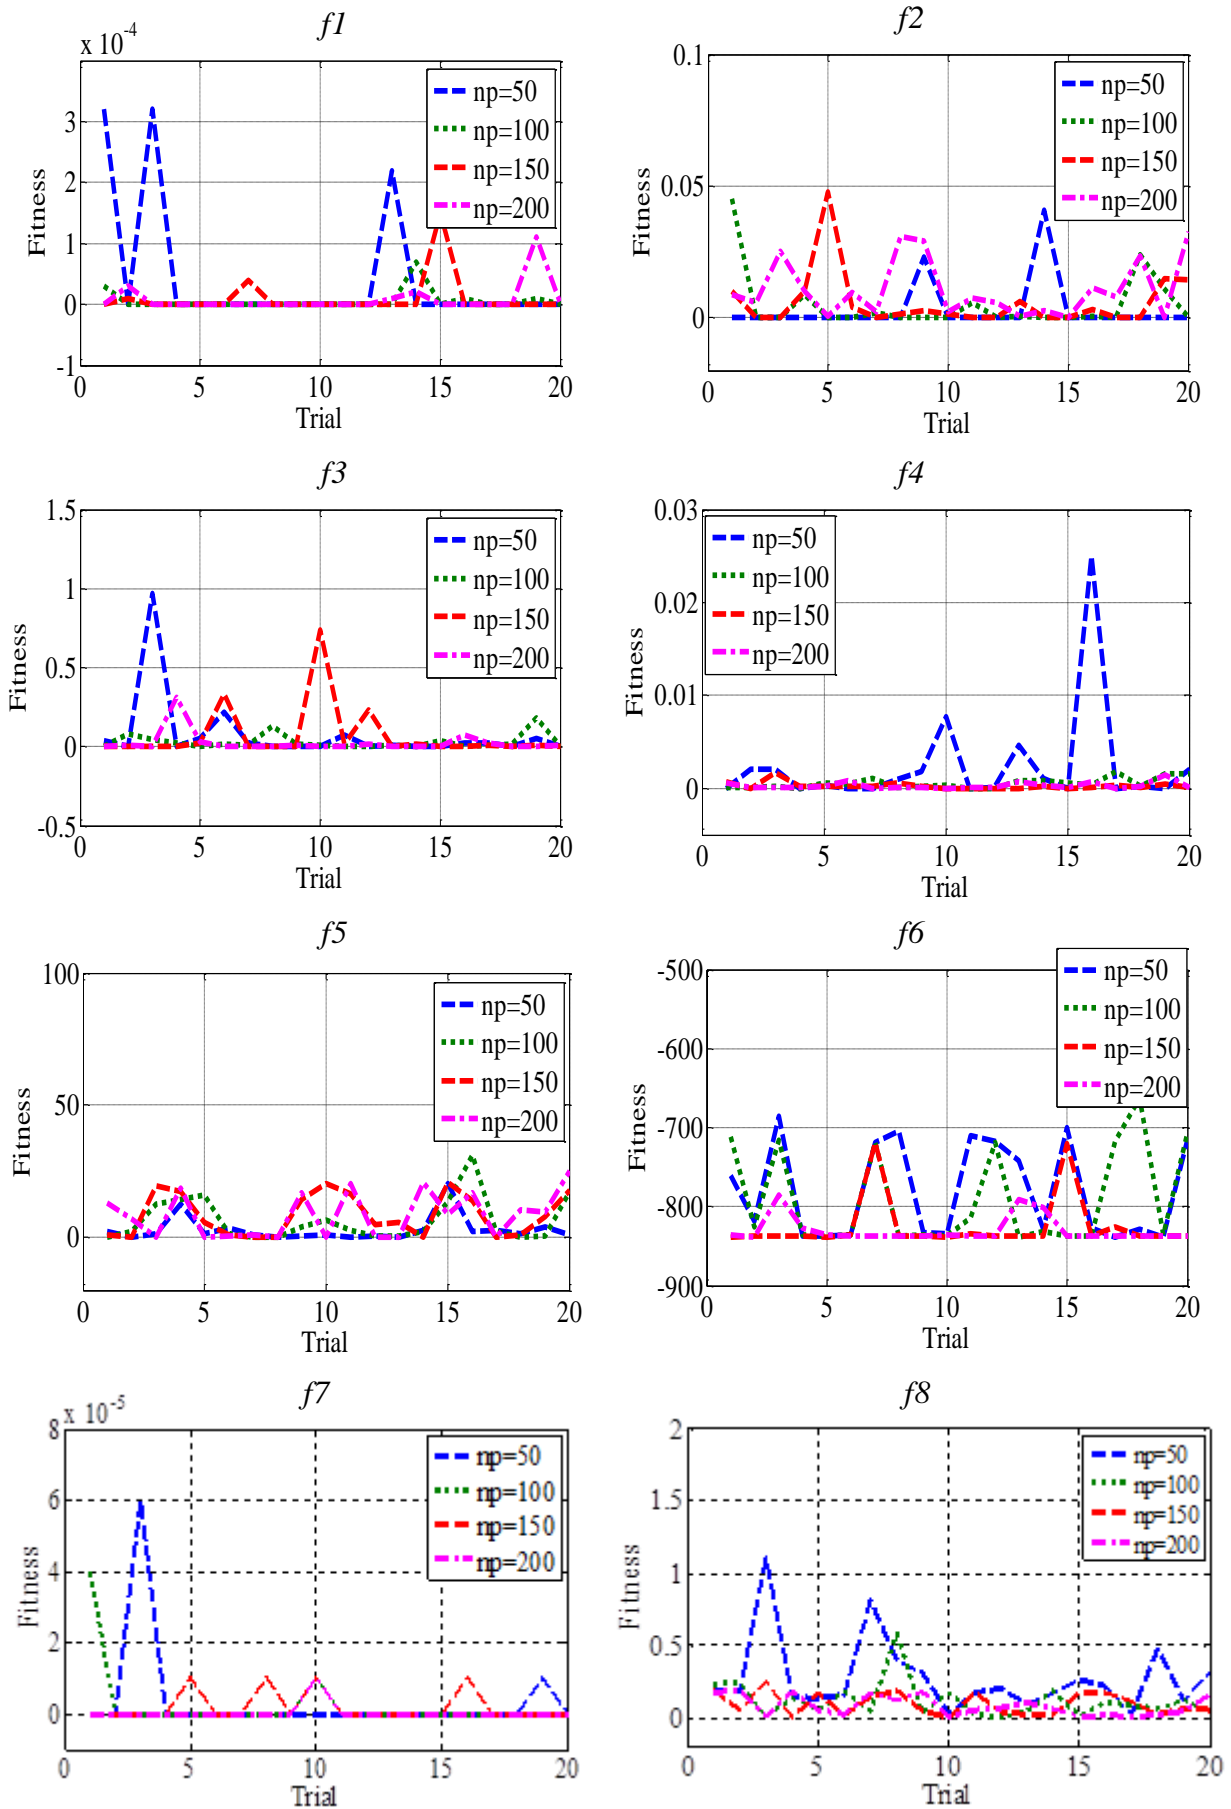 f1
x 10^-4
3
2
1
0
-1
0
5
10
15
20
Fitness
Trial
np=50
np=100
np=150
np=200
f2
0.1
0.05
0
0
5
10
15
20
Fitness
Trial
np=50
np=100
np=150
np=200
f3
1.5
1
0.5
0
-0.5
0
5
10
15
20
Fitness
Trial
np=50
np=100
np=150
np=200
f4
0.03
0.02
0.01
0
0
5
10
15
20
Fitness
Trial
np=50
np=100
np=150
np=200
f5
100
50
0
0
5
10
15
20
Fitness
Trial
np=50
np=100
np=150
np=200
f6
-500
-600
-700
-800
-900
0
5
10
15
20
Fitness
Trial
np=50
np=100
np=150
np=200
f7
x 10^-5
8
6
4
2
0
0
5
10
15
20
Fitness
Trial
np=50
np=100
np=150
np=200
f8
2
1.5
1
0.5
0
0
5
10
15
20
Fitness
Trial
np=50
np=100
np=150
np=200